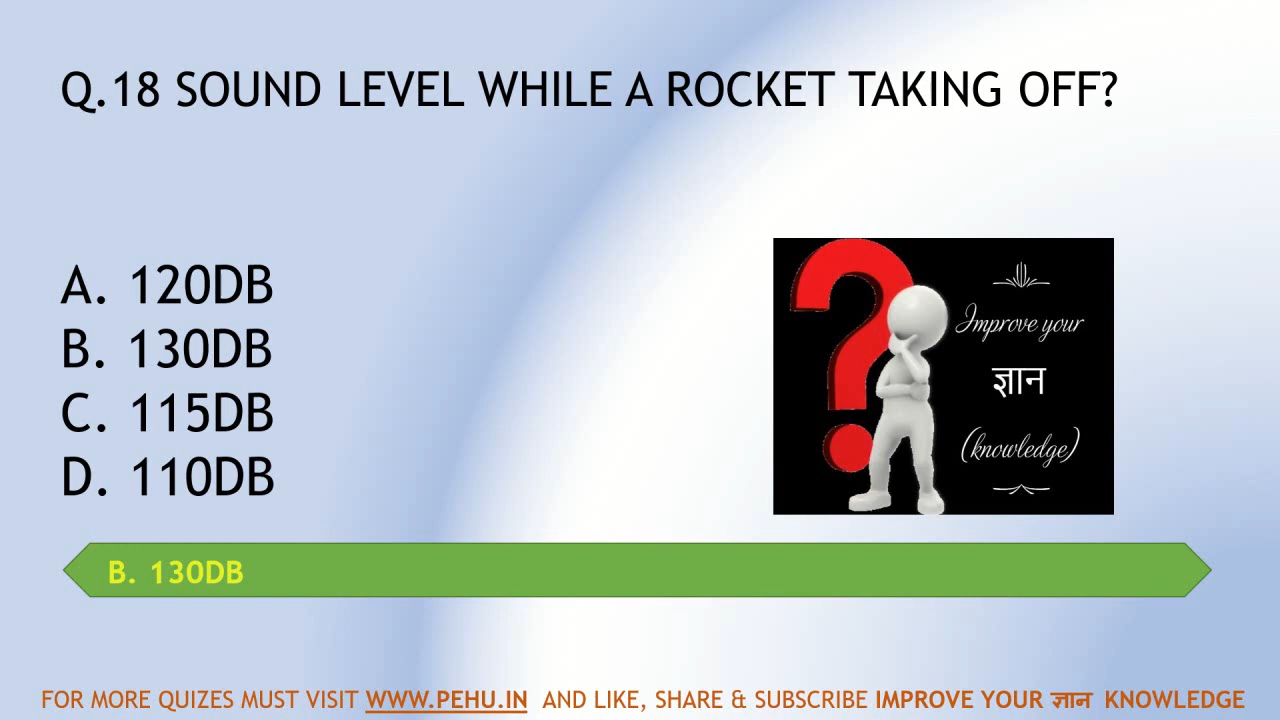 Q.18 SOUND LEVEL WHILE A ROCKET TAKING OFF?
A. 120DB
B. 130DB
C. 115DB
D. 110DB
Improve your
ज्ञान
(knowledge)
B. 130DB
FOR MORE QUIZES MUST VISIT WWW.PEHU.IN AND LIKE, SHARE & SUBSCRIBE IMPROVE YOUR ज्ञान KNOWLEDGE